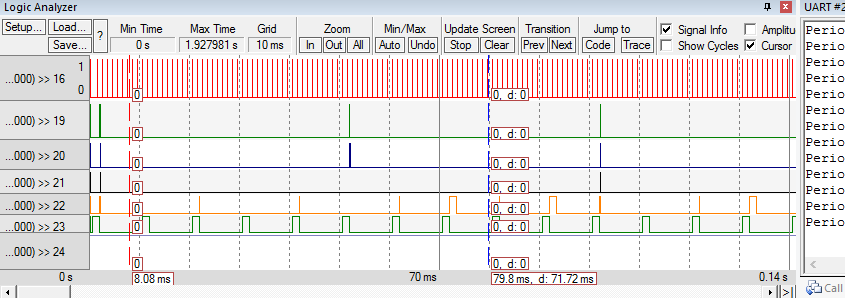 Logic Analyzer
UART #2
Setup... Load... Save... ?
Min Time 0 s
Max Time 1.927981 s
Grid 10 ms
Zoom In Out All
Min/Max Auto Undo
Update Screen Stop Clear
Transition Prev Next
Jump to Code Trace
Signal Info
Show Cycles
Amplitu
Cursor
1
...000) >> 16
0
0
0, d: 0
...000) >> 19
0
0, d: 0
...000) >> 20
0
0, d: 0
...000) >> 21
0
0, d: 0
...000) >> 22
0
0, d: 0
...000) >> 23
0
0, d: 0
...000) >> 24
0
0, d: 0
0 s
8.08 ms
70 ms
79.8 ms, d: 71.72 ms
0.14 s
Perio
Perio
Perio
Perio
Perio
Perio
Perio
Perio
Perio
Perio
Perio
Perio
Perio
Call